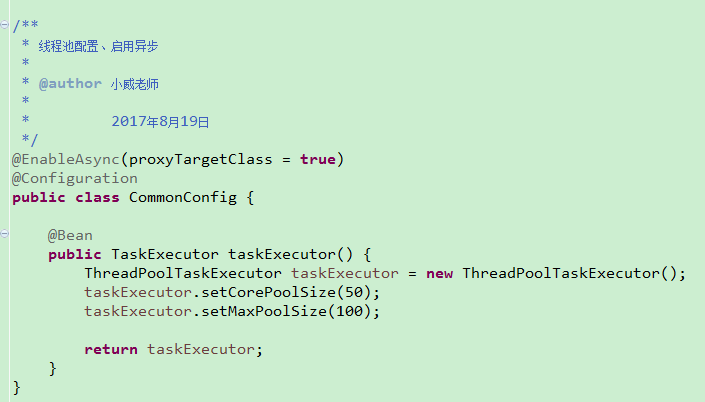 /**
 * 线程池配置、启用异步
 *
 * @author 小威老师
 *
 *         2017年8月19日
 */
@EnableAsync(proxyTargetClass = true)
@Configuration
public class CommonConfig {

    @Bean
    public TaskExecutor taskExecutor() {
        ThreadPoolTaskExecutor taskExecutor = new ThreadPoolTaskExecutor();
        taskExecutor.setCorePoolSize(50);
        taskExecutor.setMaxPoolSize(100);

        return taskExecutor;
    }
}